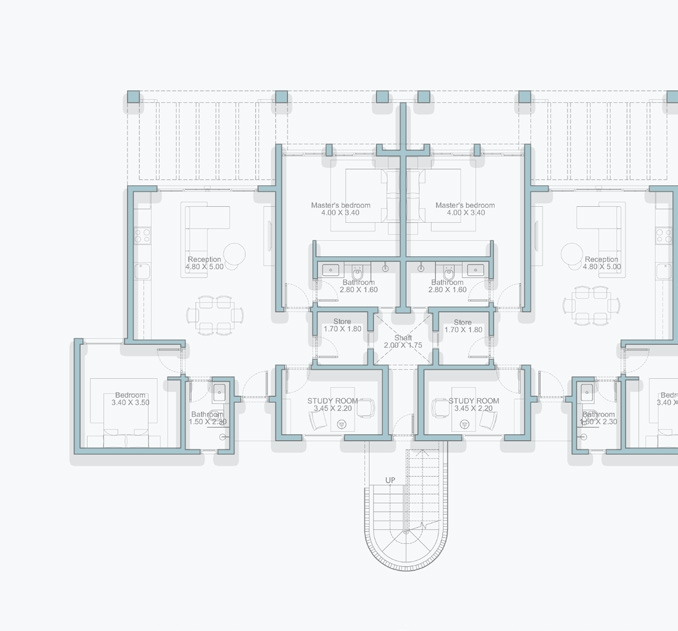 Master's bedroom
4.00 X 3.40
Master's bedroom
4.00 X 3.40
Reception
4.80 X 5.00
Reception
4.80 X 5.00
Bathroom
2.80 X 1.60
Bathroom
2.80 X 1.60
Store
1.70 X 1.80
Store
1.70 X 1.80
Shaft
2.00 X 1.75
Bedroom
3.40 X 3.50
STUDY ROOM
3.45 X 2.20
STUDY ROOM
3.45 X 2.20
Bathroom
1.50 X 2.30
Bathroom
1.50 X 2.30
UP